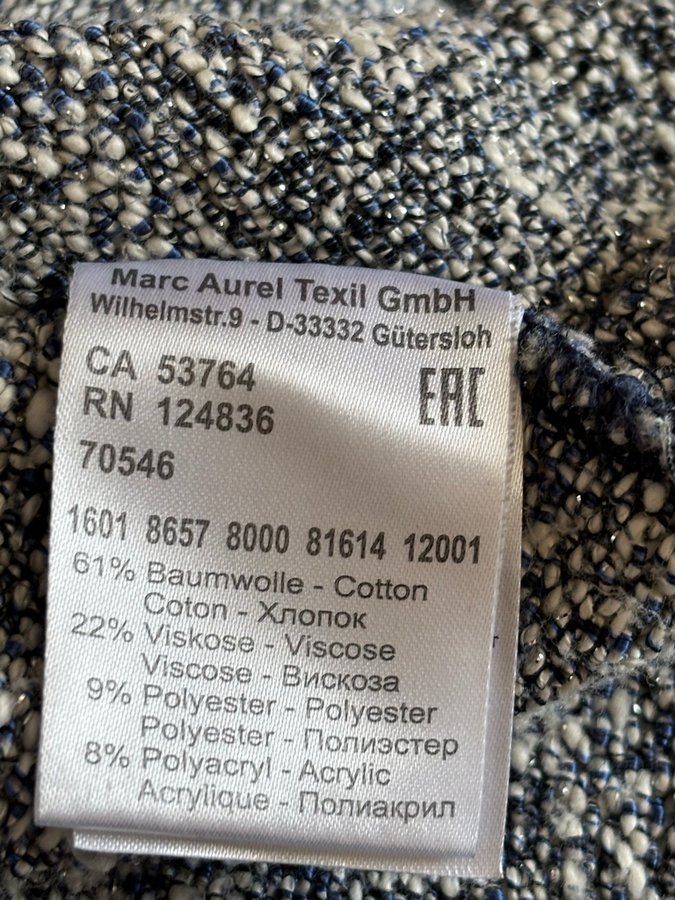 Marc Aurel Texil GmbH
Wilhelmstr.9 - D-33332 Gütersloh
CA 53764
EAC
RN 124836
70546
1601 8657 8000 81614 12001
61% Baumwolle - Cotton
Coton - Хлопок
22% Viskose - Viscose
Viscose - Вискоза
9% Polyester - Polyester
Polyester - Полиэстер
8% Polyacryl - Acrylic
Acrylique - Полиакрил